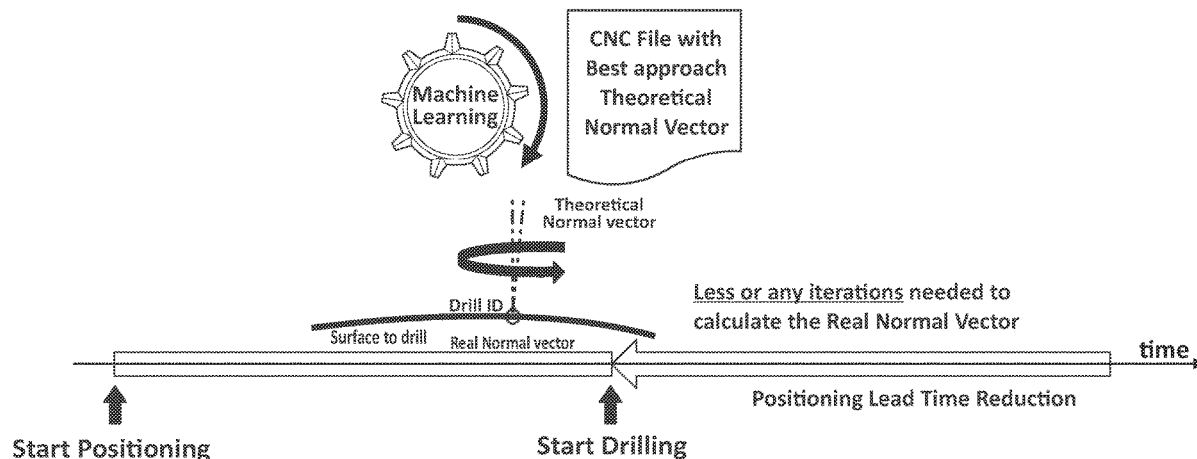 Machine
Learning
CNC File with
Best approach
Theoretical
Normal Vector
Theoretical
Normal vector
Drill ID
Surface to drill
Real Normal vector
Less or any iterations needed to
calculate the Real Normal Vector
time
Positioning Lead Time Reduction
Start Positioning
Start Drilling